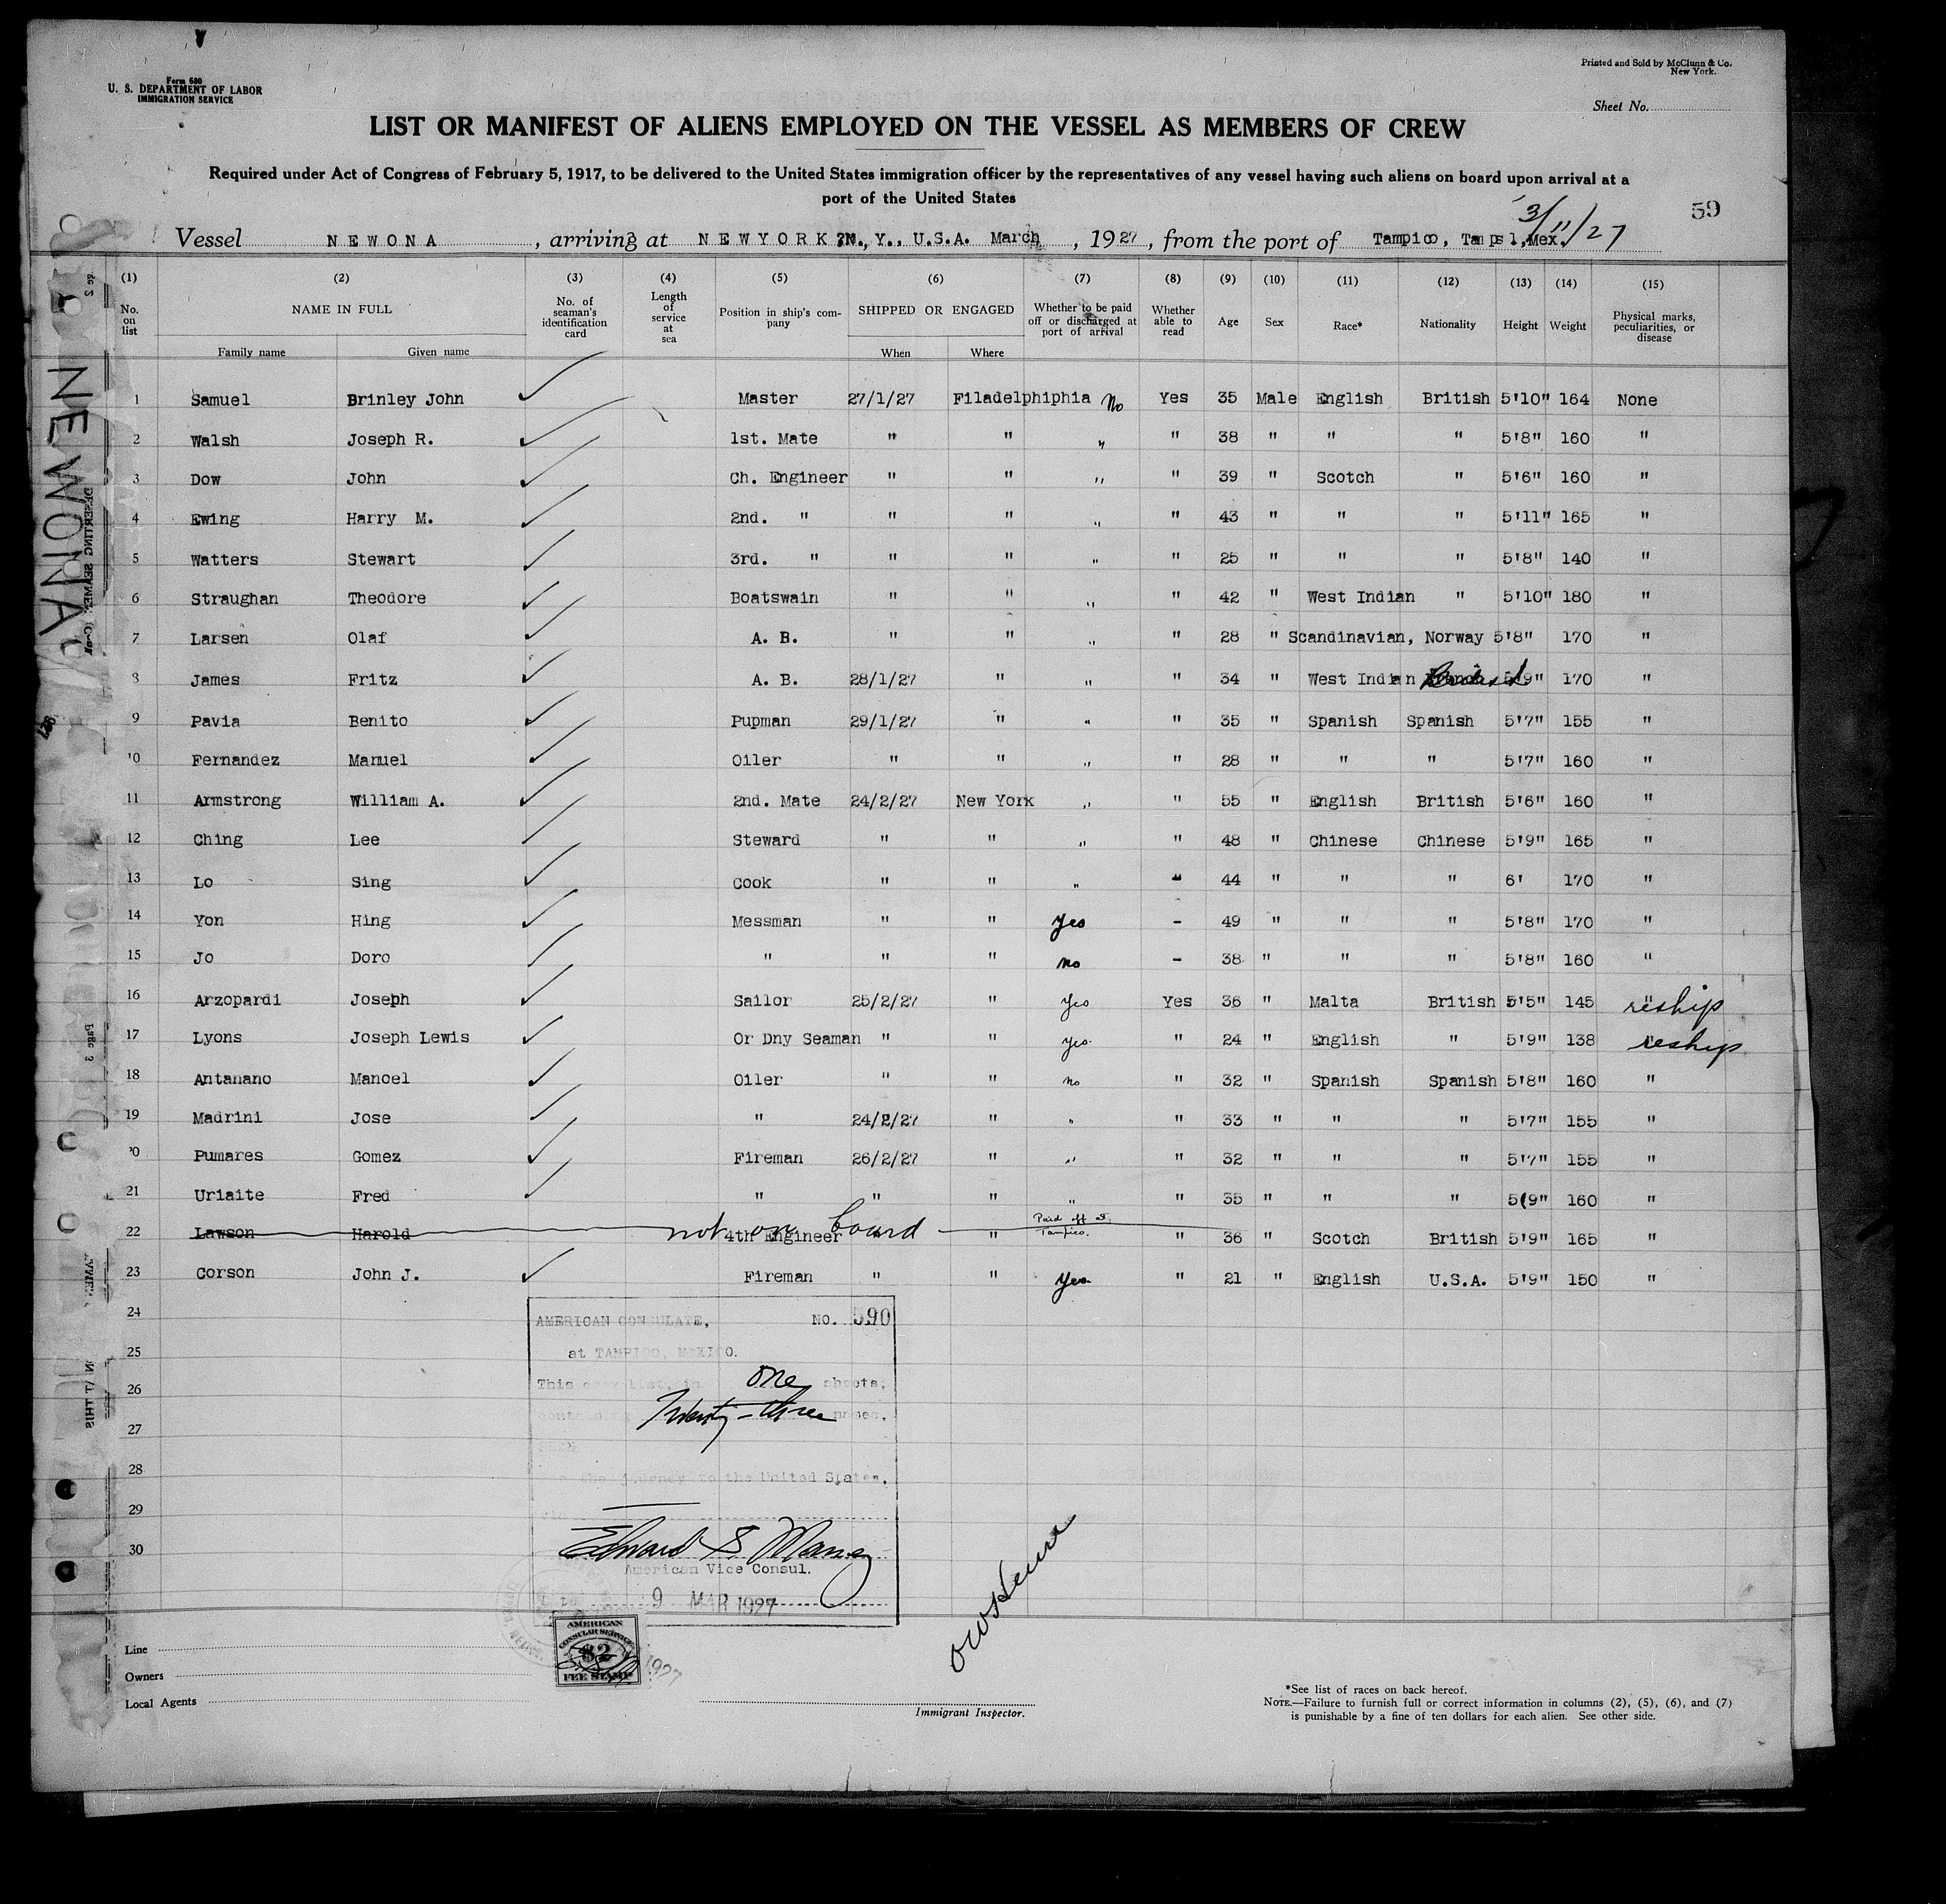 Form 680
U. S. DEPARTMENT OF LABOR
IMMIGRATION SERVICE
Printed and Sold by McClunn & Co.
New York.
Sheet No.
LIST OR MANIFEST OF ALIENS EMPLOYED ON THE VESSEL AS MEMBERS OF CREW
Required under Act of Congress of February 5, 1917, to be delivered to the United States immigration officer by the representatives of any vessel having such aliens on board upon arrival at a
port of the United States
59
3/11/27
Vessel NEWONA, arriving at NEWYORK N.Y., U.S.A. March, 1927, from the port of Tampico, Tamps., Mex.
(1) (2) (3) (4) (5) (6) (7) (8) (9) (10) (11) (12) (13) (14) (15)
No. on list NAME IN FULL No. of seaman's identification card Length of service at sea Position in ship's company SHIPPED OR ENGAGED Whether to be paid off or discharged at port of arrival Whether able to read Age Sex Race* Nationality Height Weight Physical marks, peculiarities, or disease
Family name Given name When Where
1 Samuel Brinley John Master 27/1/27 Filadelphiphia No Yes 35 Male English British 5'10" 164 None
2 Walsh Joseph R. 1st. Mate " " " " 38 " " " 5'8" 160 "
3 Dow John Ch. Engineer " " " " 39 " Scotch " 5'6" 160 "
4 Ewing Harry M. 2nd. " " " " " 43 " " " 5'11" 165 "
5 Watters Stewart 3rd. " " " " " 25 " " " 5'8" 140 "
6 Straughan Theodore Boatswain " " " " 42 " West Indian " 5'10" 180 "
7 Larsen Olaf A. B. " " " " 28 " Scandinavian, Norway 5'8" 170 "
8 James Fritz A. B. 28/1/27 " " " 34 " West Indian British 5'9" 170 "
9 Pavia Benito Pupman 29/1/27 " " " 35 " Spanish Spanish 5'7" 155 "
10 Fernandez Manuel Oiler " " " " 28 " " " 5'7" 160 "
11 Armstrong William A. 2nd. Mate 24/2/27 New York " " 55 " English British 5'6" 160 "
12 Ching Lee Steward " " " " 48 " Chinese Chinese 5'9" 165 "
13 Lo Sing Cook " " " " 44 " " " 6' 170 "
14 Yon Hing Messman " " Yes - 49 " " " 5'8" 170 "
15 Jo Doro " " " no - 38 " " " 5'8" 160 "
16 Arzopardi Joseph Sailor 25/2/27 " Yes Yes 36 " Malta British 5'5" 145 " reship
17 Lyons Joseph Lewis Or Dny Seaman " " Yes " 24 " English " 5'9" 138 " reship
18 Antanano Manoel Oiler " " no " 32 " Spanish Spanish 5'8" 160 "
19 Madrini Jose " 24/2/27 " " " 33 " " " 5'7" 155 "
20 Pumares Gomez Fireman 26/2/27 " " " 32 " " " 5'7" 155 "
21 Uriaite Fred " " " " " 35 " " " 5(9" 160 "
22 Lawson Harold not on board 4th Engineer " " Paid off at Tampico. " 36 " Scotch British 5'9" 165 "
23 Corson John J. Fireman " " Yes " 21 " English U.S.A. 5'9" 150 "
24
25
26
27
28
29
30
AMERICAN CONSULATE, No. 590
at TAMPICO, MEXICO.
This crew list, in one sheets,
containing Twenty-three names,
SEEN
for the journey to the United States.
American Vice Consul.
9 MAR 1927
AMERICAN
CONSULAR SERVICE
$2
FEE STAMP
1927
Line
Owners
Local Agents
Immigrant Inspector.
*See list of races on back hereof.
NOTE.—Failure to furnish full or correct information in columns (2), (5), (6), and (7)
is punishable by a fine of ten dollars for each alien. See other side.
NEWONA